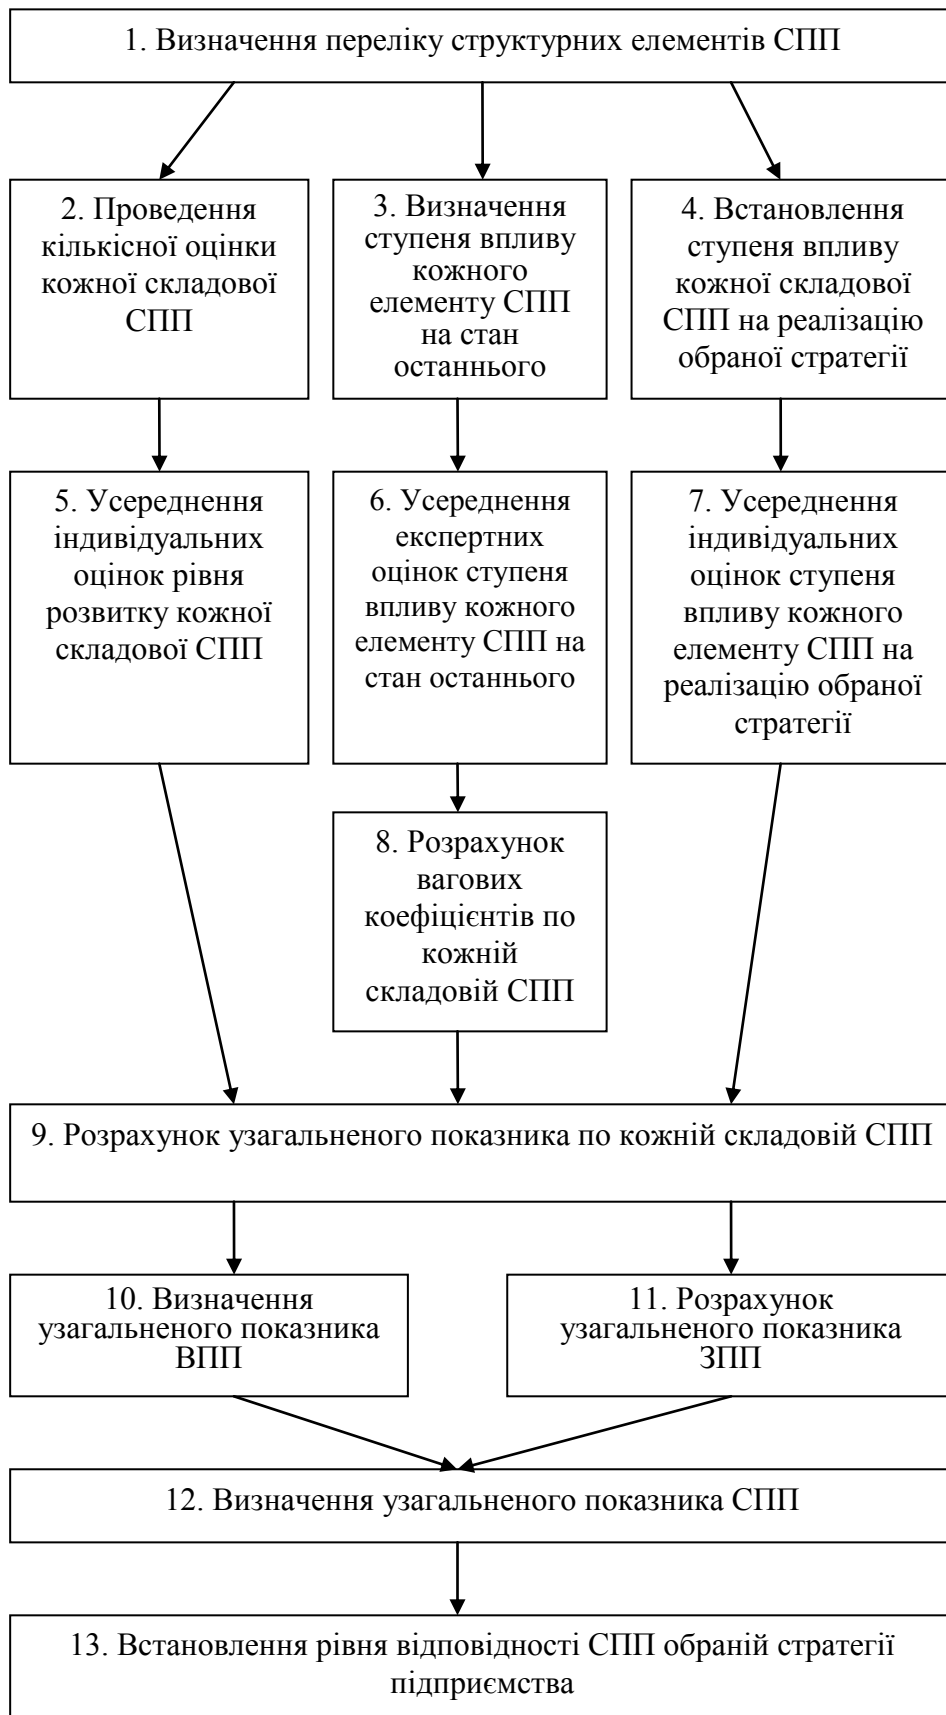 1. Визначення переліку структурних елементів СПП
2. Проведення
кількісної оцінки
кожної складової
СПП
3. Визначення
ступеня впливу
кожного
елементу СПП
на стан
останнього
4. Встановлення
ступеня впливу
кожної складової
СПП на реалізацію
обраної стратегії
5. Усереднення
індивідуальних
оцінок рівня
розвитку кожної
складової СПП
6. Усереднення
експертних
оцінок ступеня
впливу кожного
елементу СПП на
стан останнього
7. Усереднення
індивідуальних
оцінок ступеня
впливу кожного
елементу СПП на
реалізацію обраної
стратегії
8. Розрахунок
вагових
коефіцієнтів по
кожній
складовій СПП
9. Розрахунок узагальненого показника по кожній складовій СПП
10. Визначення
узагальненого показника
ВПП
11. Розрахунок
узагальненого показника
ЗПП
12. Визначення узагальненого показника СПП
13. Встановлення рівня відповідності СПП обраній стратегії
підприємства